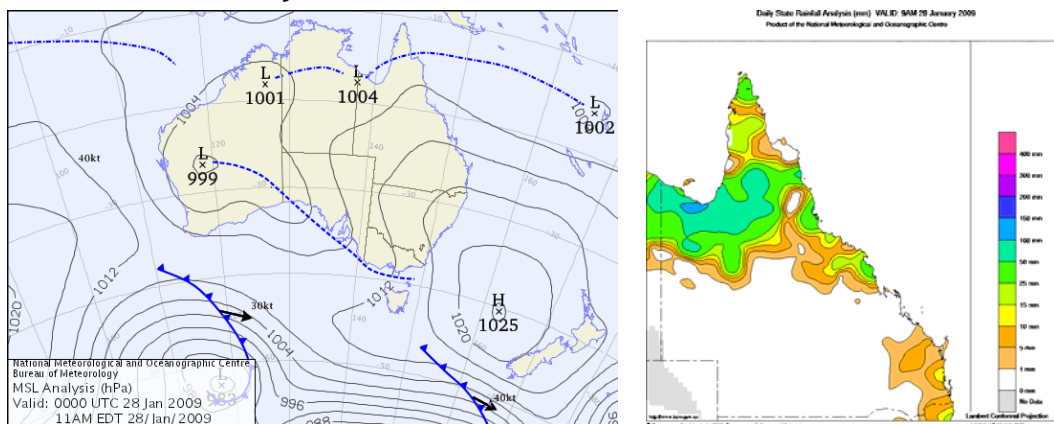 Daily State Rainfall Analysis (mm) VALID: 9AM 28 January 2009
Product of the National Meteorological and Oceanographic Centre
L
1001
L
1004
L
1002
L
999
H
1025
1004
1012
1020
1012
1020
1004
996
40kt
30kt
40kt
National Meteorological and Oceanographic Centre
Bureau of Meteorology
MSL Analysis (hPa)
Valid: 0000 UTC 28 Jan 2009
11AM EDT 28/Jan/2009
L
983
400 mm
300 mm
200 mm
150 mm
100 mm
50 mm
25 mm
15 mm
10 mm
5 mm
1 mm
0 mm
No Data
Lambert Conformal Projection